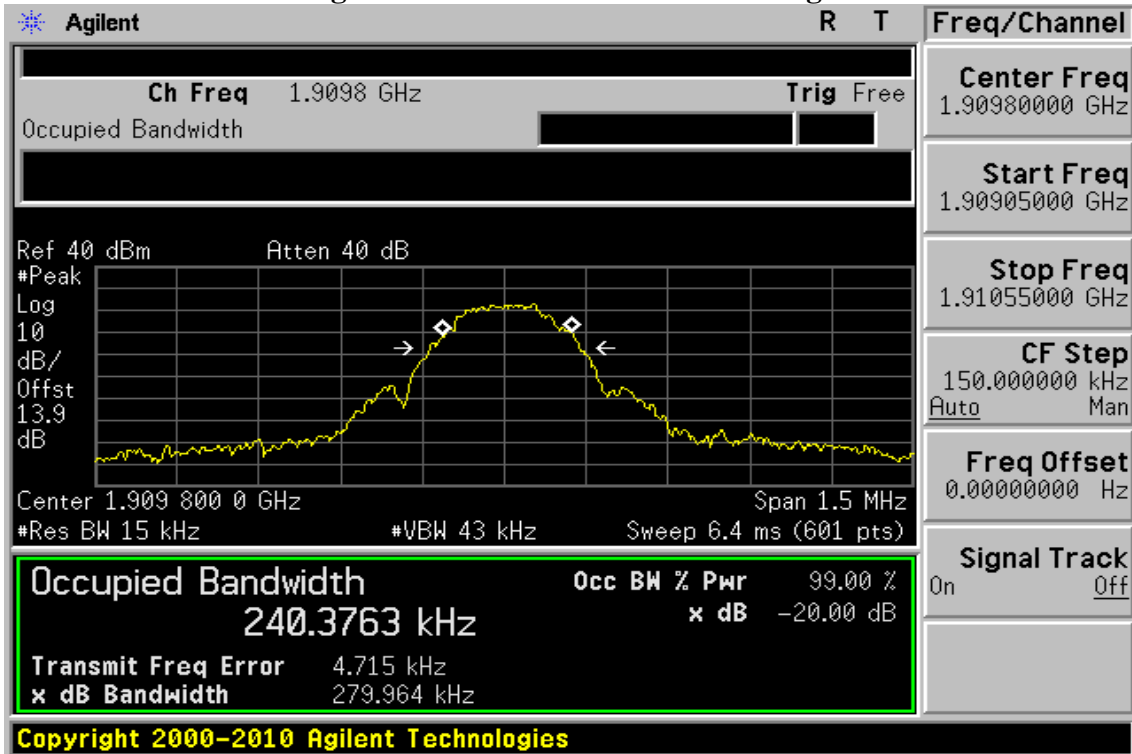 Agilent R T Freq/Channel
Ch Freq 1.9098 GHz Trig Free
Occupied Bandwidth
Center Freq
1.90980000 GHz
Start Freq
1.90905000 GHz
Stop Freq
1.91055000 GHz
CF Step
150.000000 kHz
Auto Man
Freq Offset
0.00000000 Hz
Signal Track
On Off
Ref 40 dBm Atten 40 dB
#Peak
Log
10
dB/
Offst
13.9
dB
Center 1.909 800 0 GHz Span 1.5 MHz
#Res BW 15 kHz #VBW 43 kHz Sweep 6.4 ms (601 pts)
Occupied Bandwidth Occ BW % Pwr 99.00 %
240.3763 kHz x dB -20.00 dB
Transmit Freq Error 4.715 kHz
x dB Bandwidth 279.964 kHz
Copyright 2000-2010 Agilent Technologies